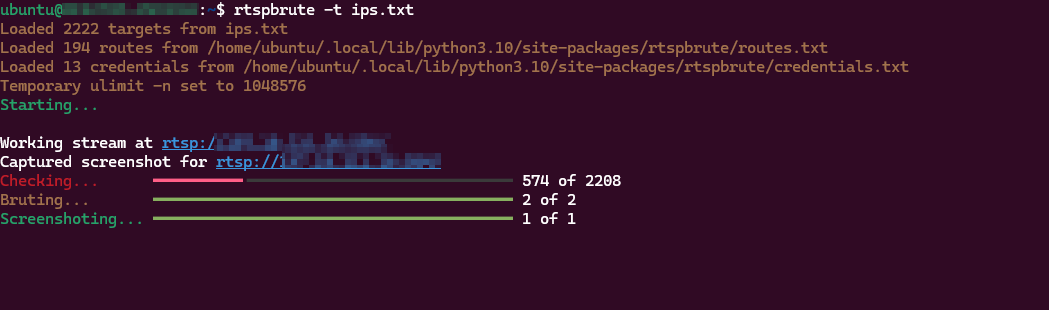 ubuntu@:~$ rtspbrute -t ips.txt
Loaded 2222 targets from ips.txt
Loaded 194 routes from /home/ubuntu/.local/lib/python3.10/site-packages/rtspbrute/routes.txt
Loaded 13 credentials from /home/ubuntu/.local/lib/python3.10/site-packages/rtspbrute/credentials.txt
Temporary ulimit -n set to 1048576
Starting...
Working stream at rtsp:/
Captured screenshot for rtsp://
Checking... 574 of 2208
Bruting... 2 of 2
Screenshoting... 1 of 1